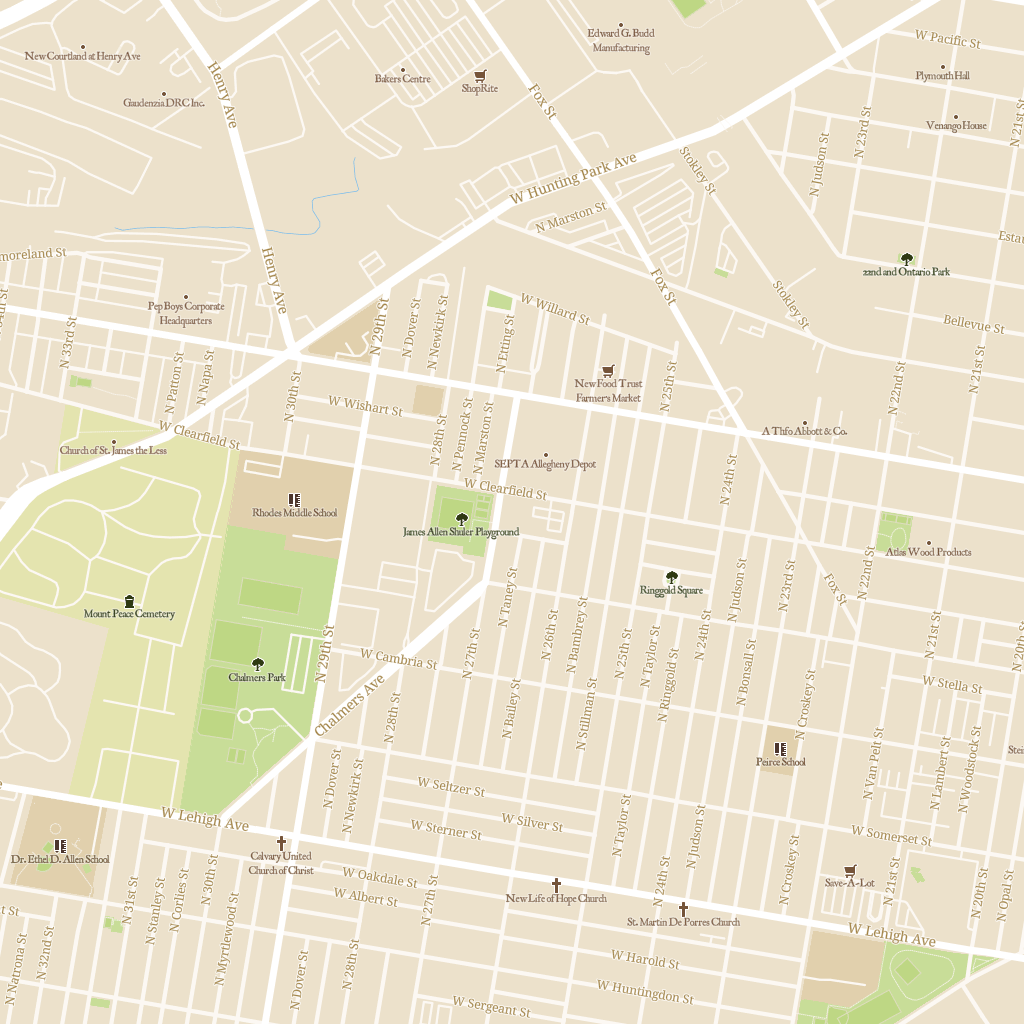 Edward G. Budd
Manufacturing
New Courtland at Henry Ave
Bakers Centre
ShopRite
W Pacific St
Plymouth Hall
Gaudenzia DRC Inc.
Henry Ave
Fox St
Venango House
N 21st St
N 23rd St
N Judson St
Stokley St
W Hunting Park Ave
N Marston St
moreland St
Henry Ave
22nd and Ontario Park
Fox St
Stokley St
Pep Boys Corporate
Headquarters
N 33rd St
N 29th St
N Dover St
N Newkirk St
W Willard St
N Etting St
Bellevue St
N 21st St
N 22nd St
N Patton St
N Napa St
N 30th St
New Food Trust
Farmer's Market
N 25th St
W Wishart St
N 28th St
N Pennock St
N Marston St
A Thfo Abbott & Co.
W Clearfield St
Church of St. James the Less
SEPTA Allegheny Depot
N 24th St
W Clearfield St
Rhodes Middle School
James Allen Shuler Playground
Atlas Wood Products
Ringgold Square
N Judson St
N 23rd St
Fox St
N 22nd St
Mount Peace Cemetery
N Taney St
N 26th St
N Bambrey St
N 24th St
N 21st St
N 20th St
N 29th St
W Cambria St
N 27th St
N 25th St
N Taylor St
N Ringgold St
N Bonsall St
N Croskey St
W Stella St
Chalmers Park
Chalmers Ave
N 28th St
N Bailey St
N Stillman St
Peirce School
N Van Pelt St
N Lambert St
N Woodstock St
Stein
N Dover St
N Newkirk St
W Seltzer St
W Silver St
W Sterner St
N Taylor St
N Judson St
W Somerset St
W Lehigh Ave
Dr. Ethel D. Allen School
Calvary United
Church of Christ
W Oakdale St
W Albert St
New Life of Hope Church
N 24th St
N Croskey St
Save-A-Lot
N 21st St
N 20th St
N Opal St
N 31st St
N Stanley St
N Corlies St
N 30th St
N Myrtlewood St
N 27th St
St. Martin De Porres Church
W Lehigh Ave
N Natrona St
N 32nd St
N Dover St
N 28th St
W Harold St
W Huntingdon St
W Sergeant St